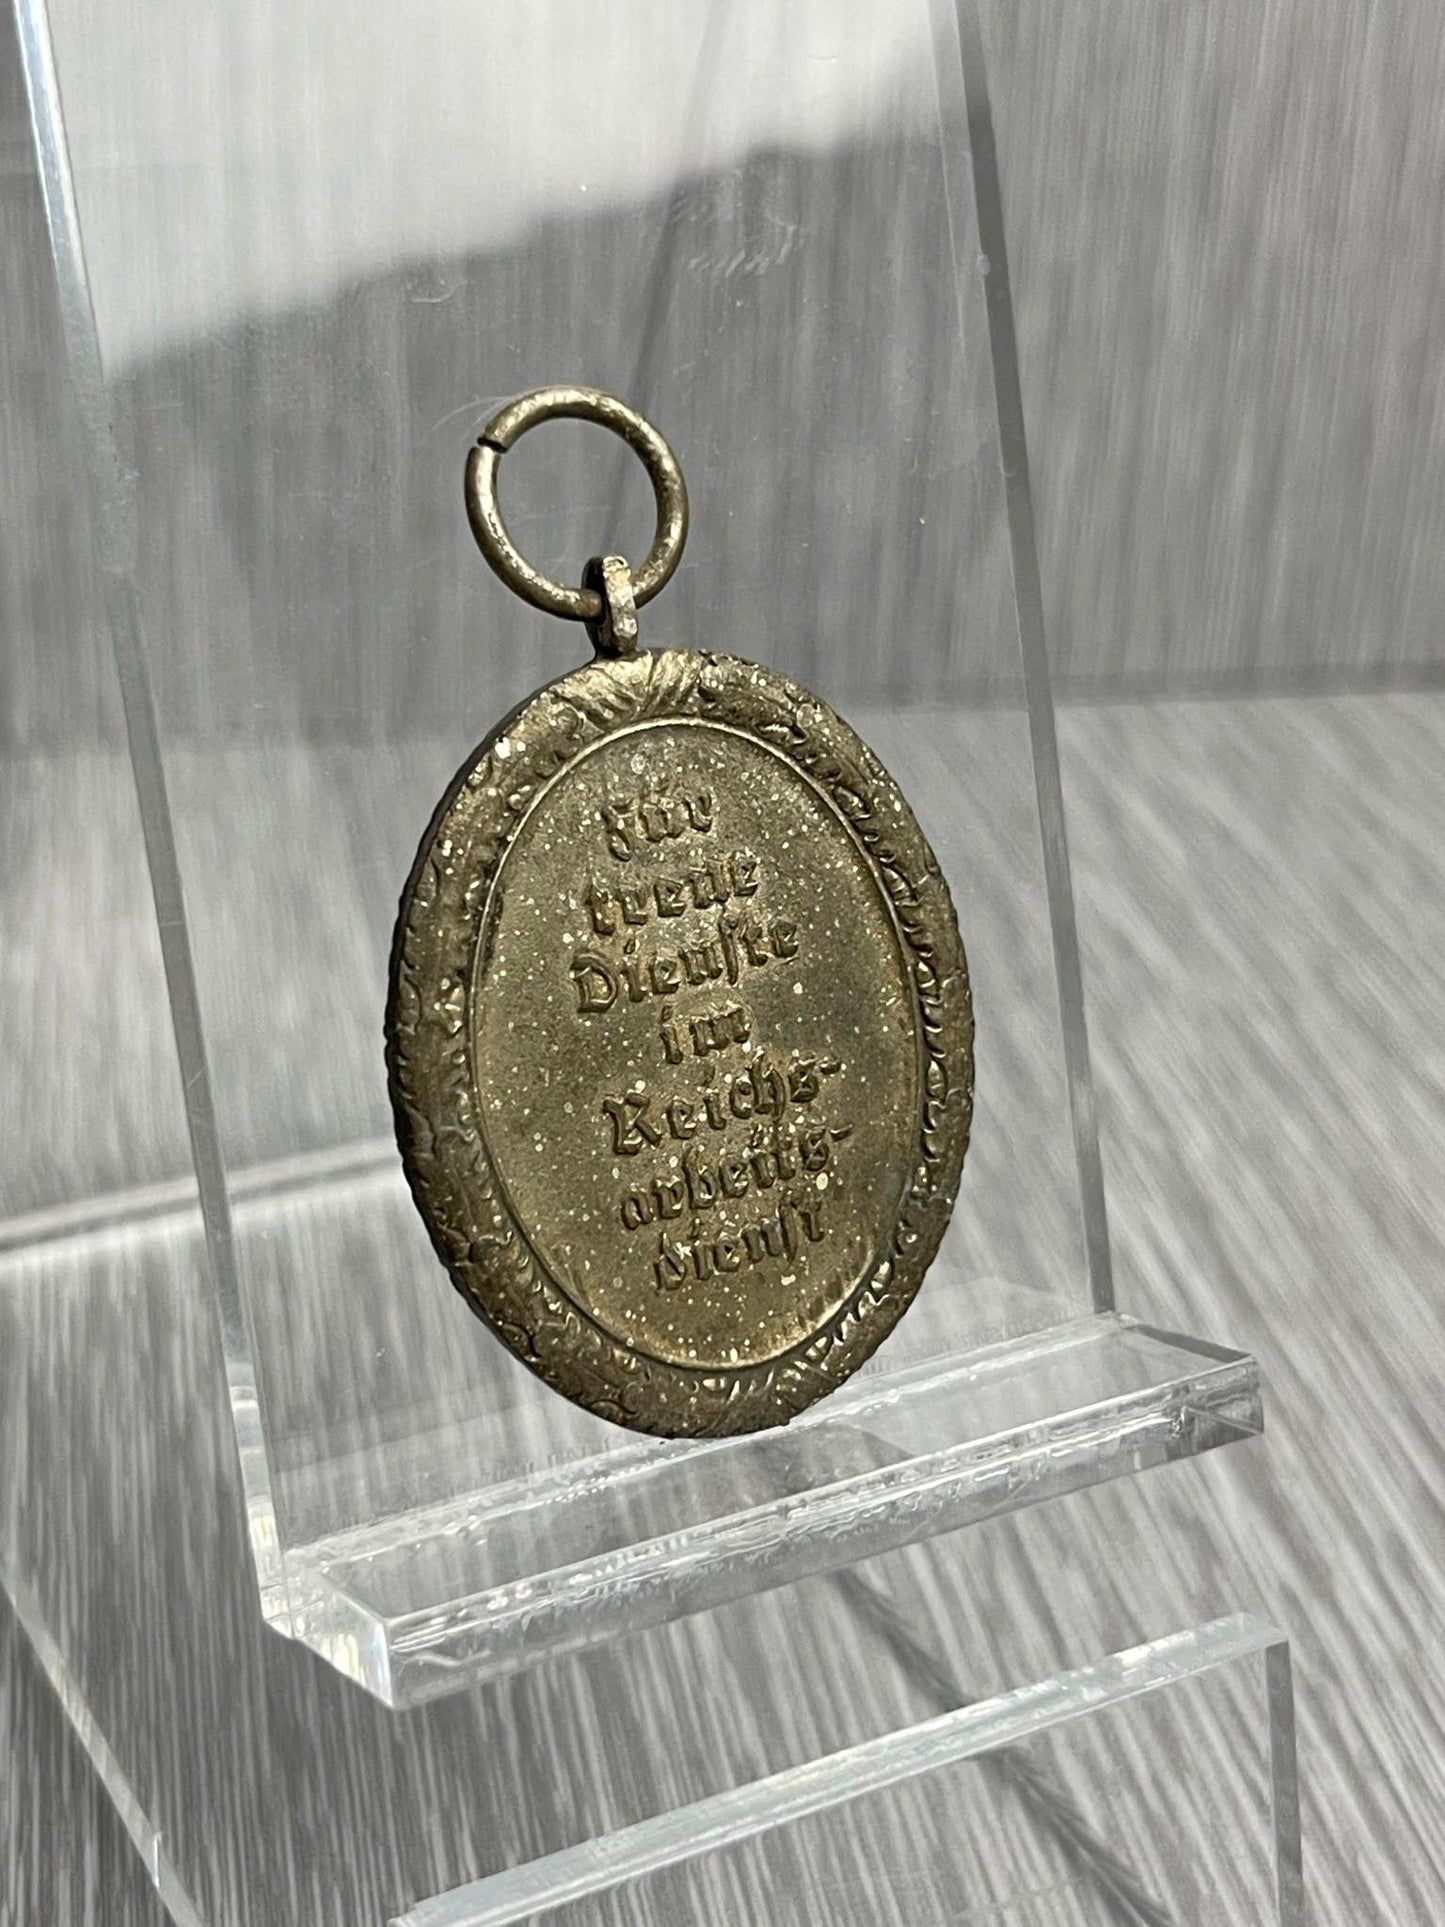 Für
treue
Dienste
im
Reichs-
arbeits-
dienst